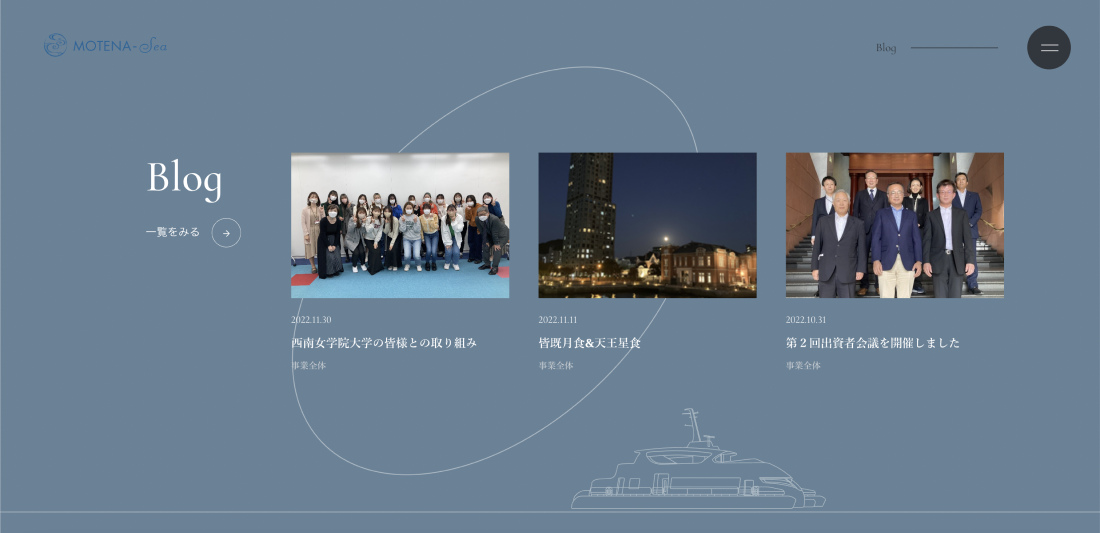 MOTENA-Sea
Blog
Blog
一覧をみる
2022.11.30
西南女学院大学の皆様との取り組み
事業全体
2022.11.11
皆既月食&天王星食
事業全体
2022.10.31
第２回出資者会議を開催しました
事業全体